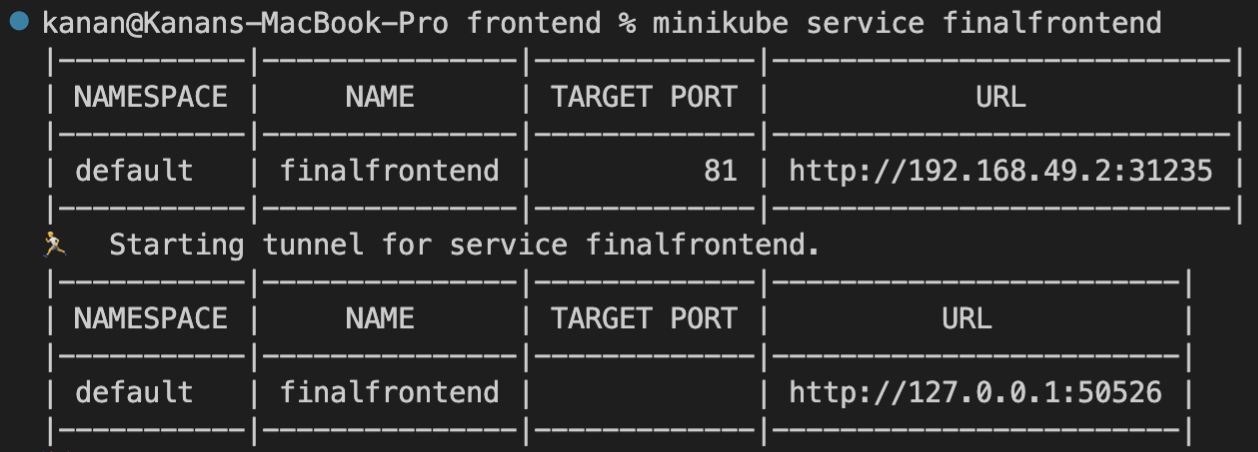 kanan@Kanans-MacBook-Pro frontend % minikube service finalfrontend
|-----------|---------------|-------------|---------------------------|
| NAMESPACE |     NAME      | TARGET PORT |            URL            |
|-----------|---------------|-------------|---------------------------|
| default   | finalfrontend |          81 | http://192.168.49.2:31235 |
|-----------|---------------|-------------|---------------------------|
🏃  Starting tunnel for service finalfrontend.
|-----------|---------------|-------------|------------------------|
| NAMESPACE |     NAME      | TARGET PORT |          URL           |
|-----------|---------------|-------------|------------------------|
| default   | finalfrontend |             | http://127.0.0.1:50526 |
|-----------|---------------|-------------|------------------------|